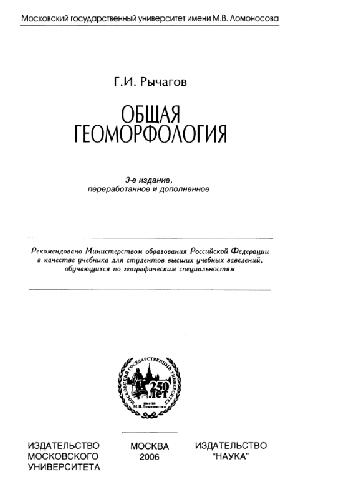 Московский государственный университет имени М.В. Ломоносова
Г.И. Рычагов
ОБЩАЯ
ГЕОМОРФОЛОГИЯ
3-е издание,
переработанное и дополненное
Рекомендовано Министерством образования Российской Федерации
в качестве учебника для студентов высших учебных заведений,
обучающихся по географическим специальностям
250
ЛЕТ
ИЗДАТЕЛЬСТВО
МОСКОВСКОГО
УНИВЕРСИТЕТА
МОСКВА
2006
ИЗДАТЕЛЬСТВО
"НАУКА"